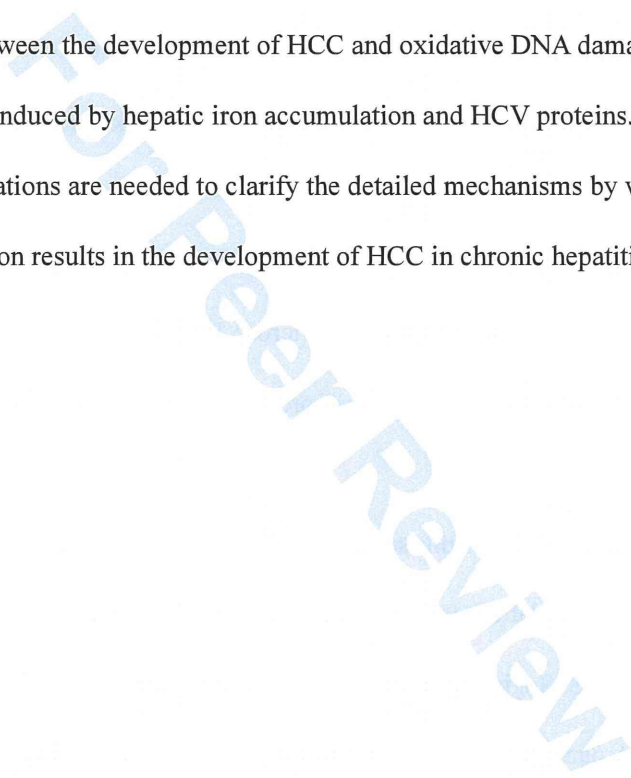 ween the development of HCC and oxidative DNA dama
nduced by hepatic iron accumulation and HCV proteins.
ations are needed to clarify the detailed mechanisms by w
on results in the development of HCC in chronic hepatiti
For Peer Review